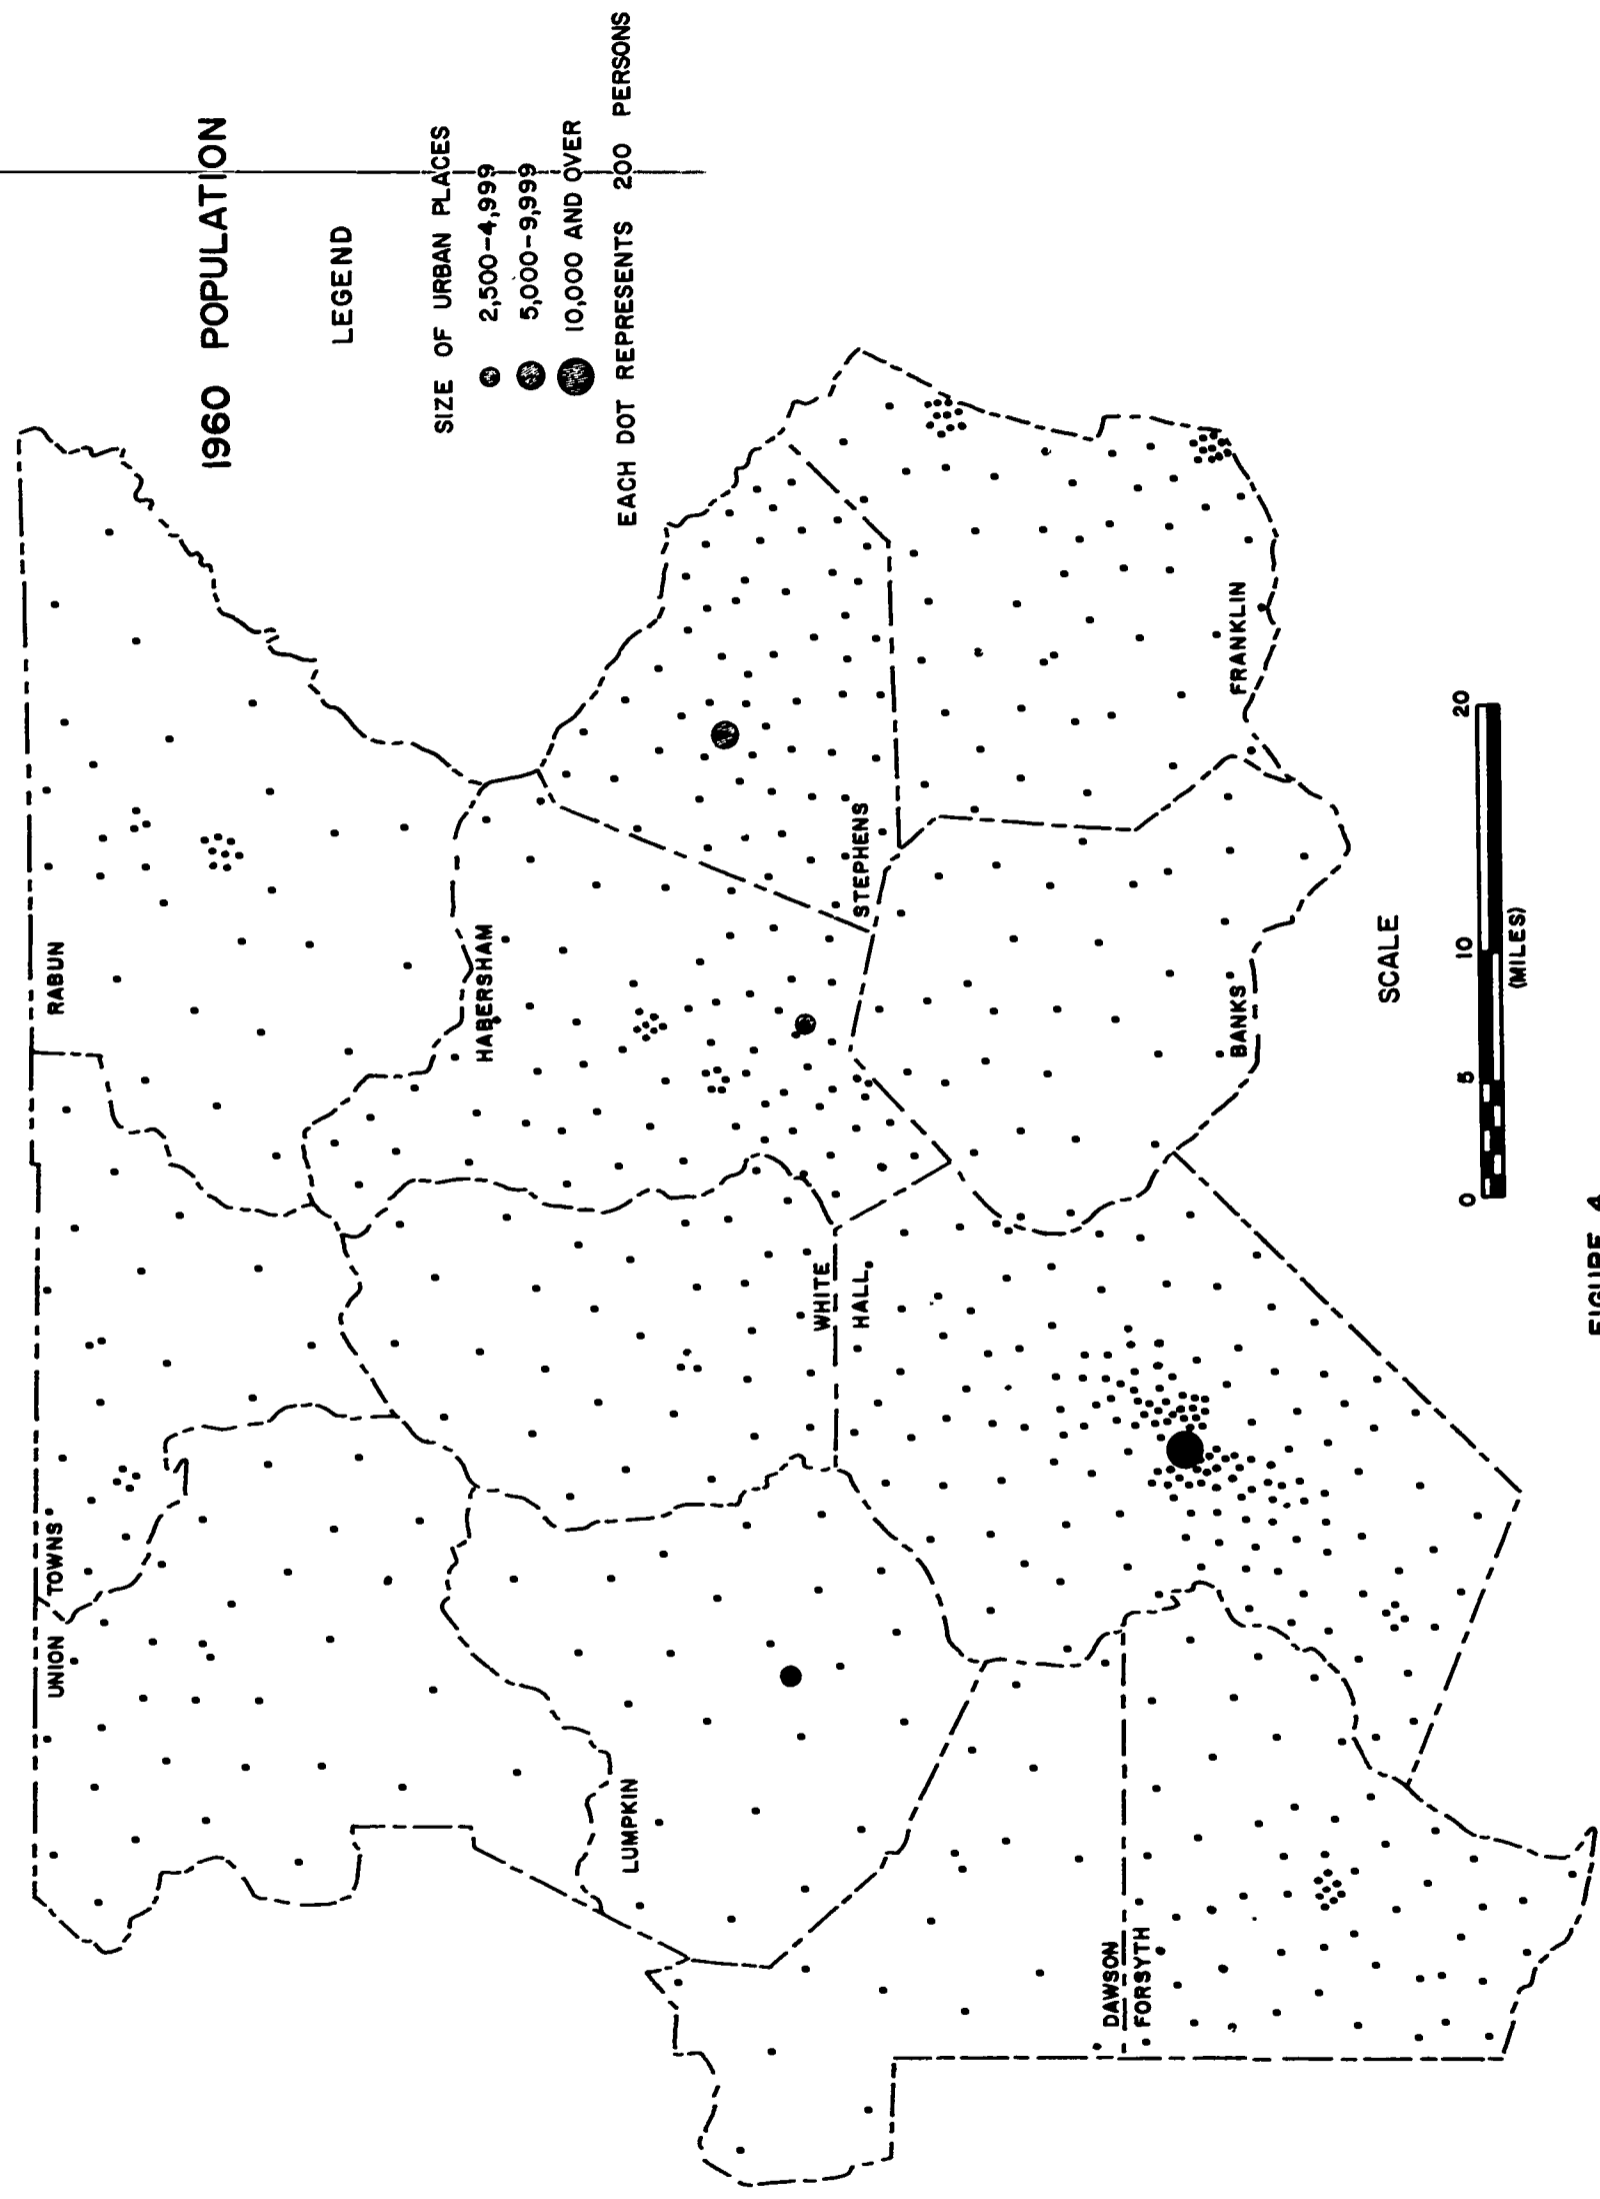 1960 POPULATION
LEGEND
SIZE OF URBAN PLACES
2,500-4,999
5,000-9,999
10,000 AND OVER
EACH DOT REPRESENTS 200 PERSONS
UNION
TOWNS
RABUN
HABERSHAM
LUMPKIN
WHITE
HALL
STEPHENS
DAWSON
FORSYTH
BANKS
FRANKLIN
SCALE
0 5 10 20
(MILES)
FIGURE 4